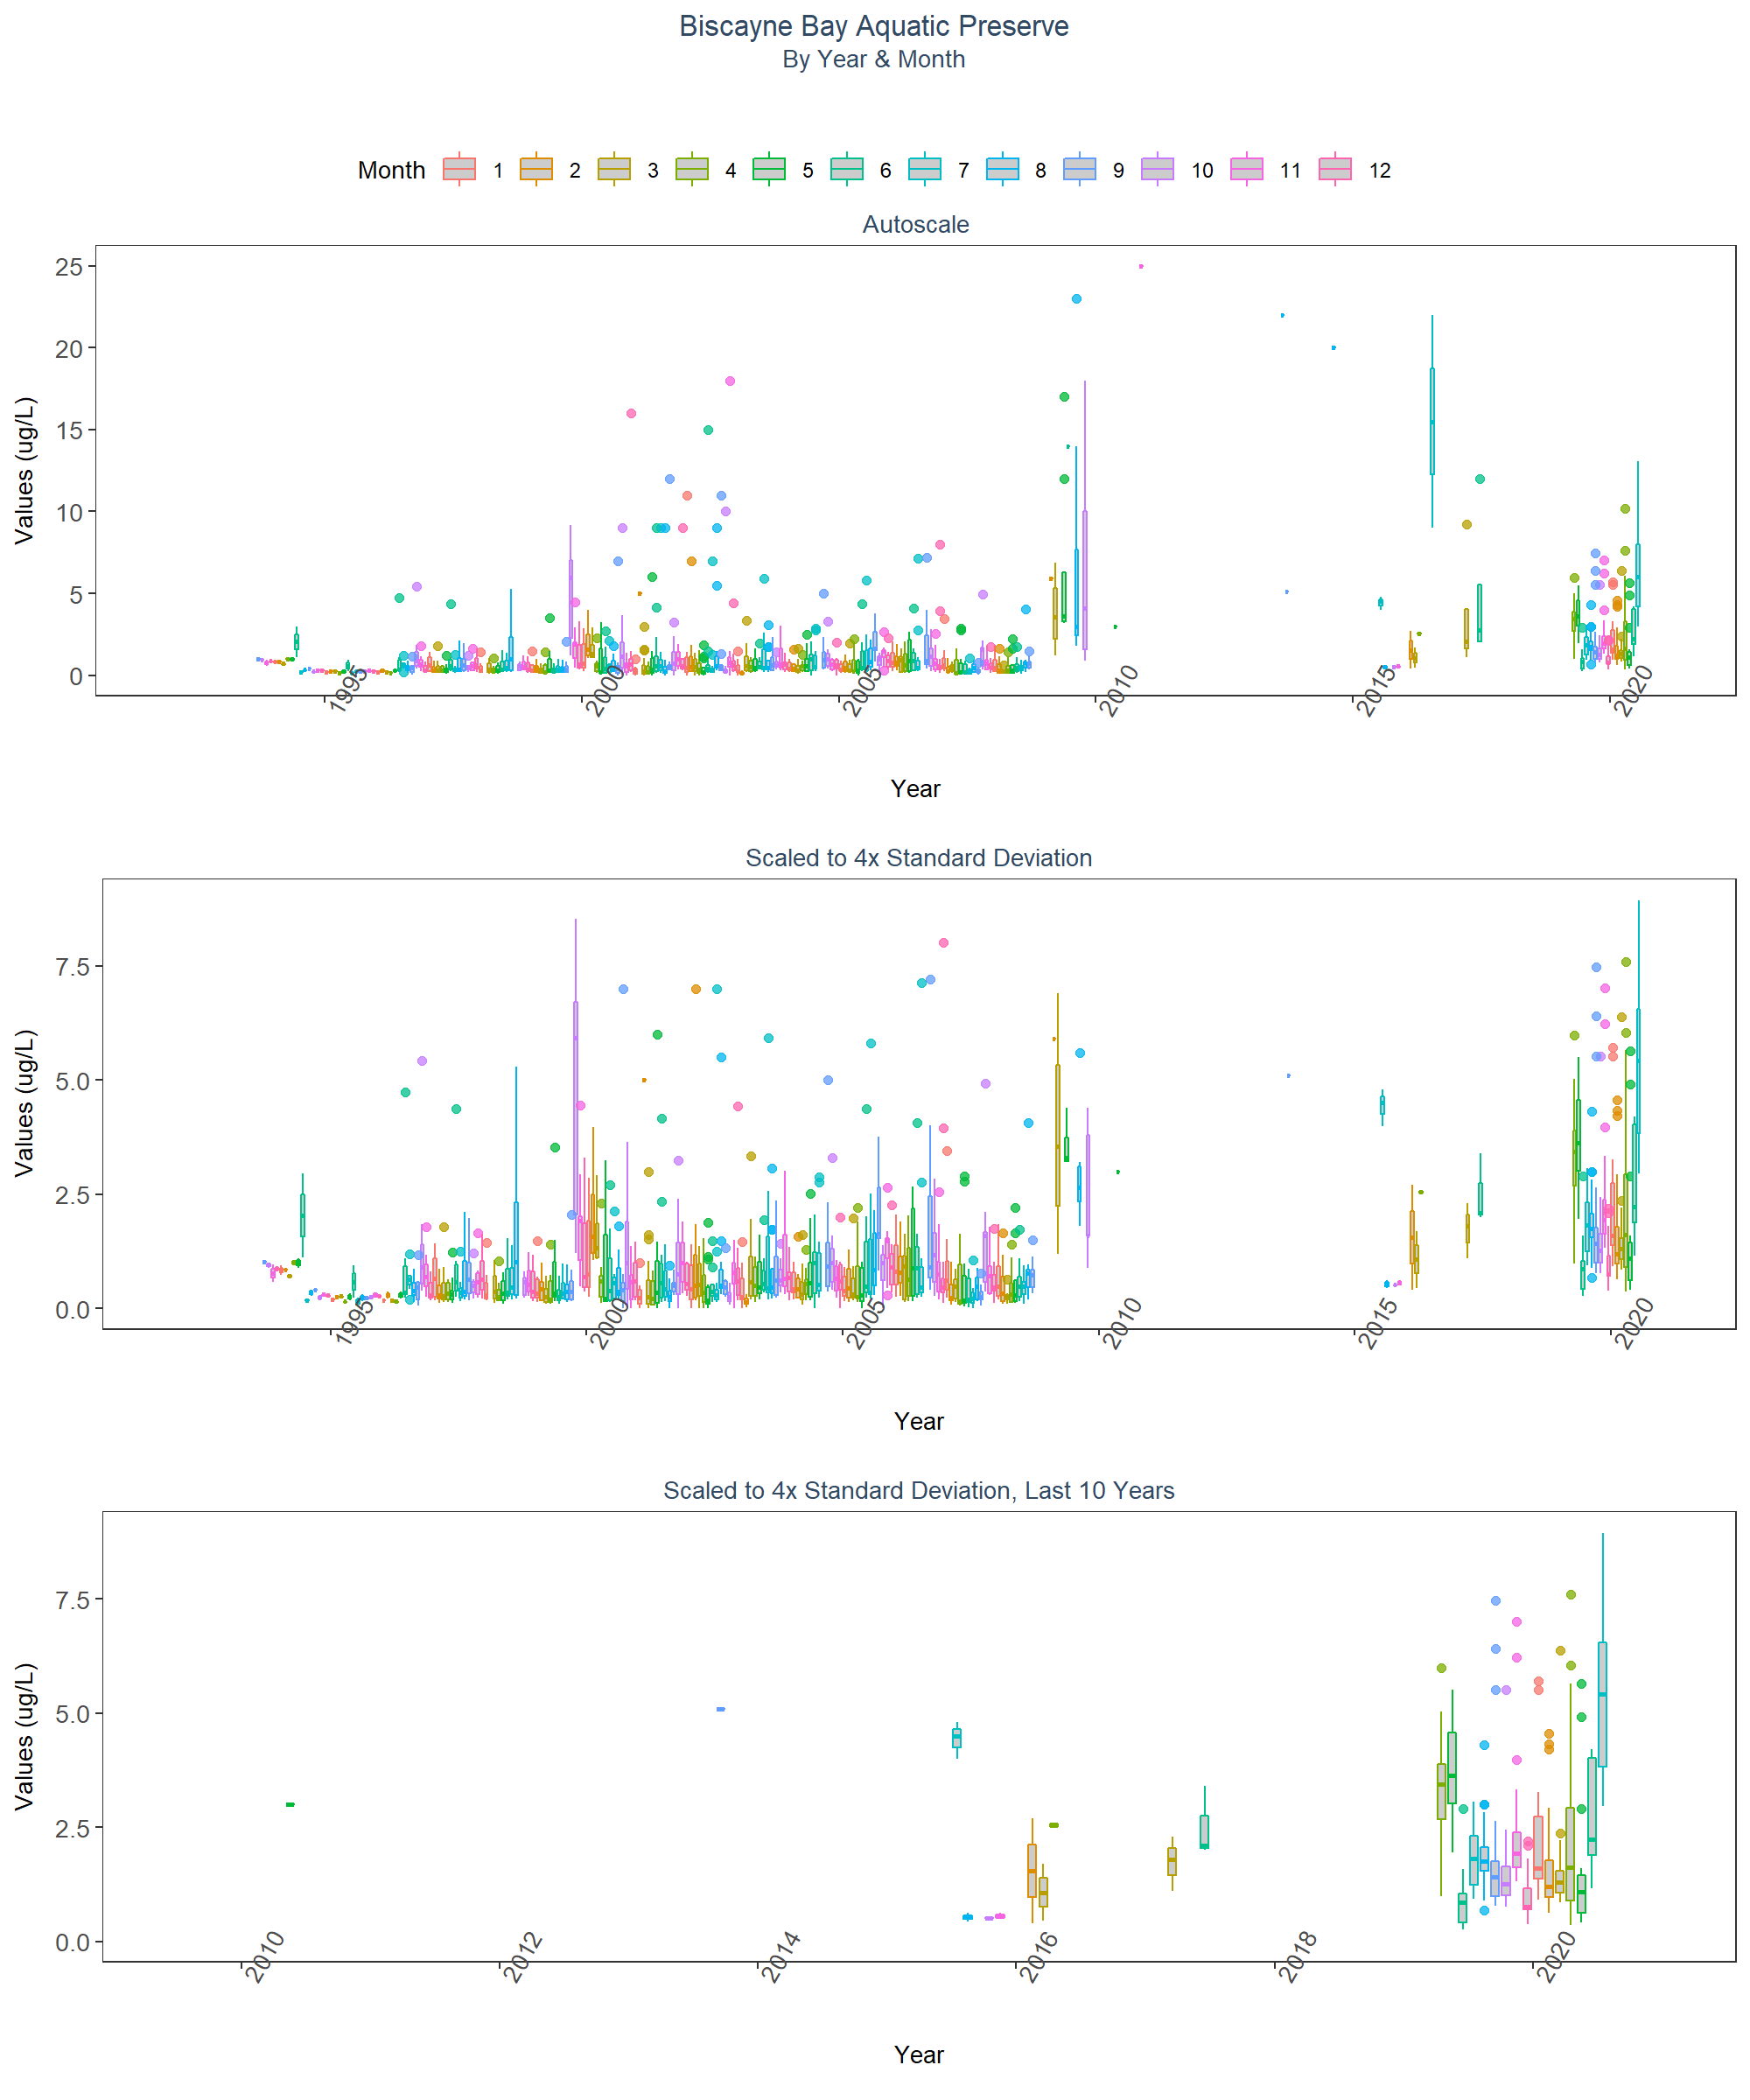 Biscayne Bay Aquatic Preserve
By Year & Month
Month 1 2 3 4 5 6 7 8 9 10 11 12
Autoscale
Values (ug/L)
25
20
15
10
5
0
1995 2000 2005 2010 2015 2020
Year
Scaled to 4x Standard Deviation
Values (ug/L)
7.5
5.0
2.5
0.0
1995 2000 2005 2010 2015 2020
Year
Scaled to 4x Standard Deviation, Last 10 Years
Values (ug/L)
7.5
5.0
2.5
0.0
2010 2012 2014 2016 2018 2020
Year